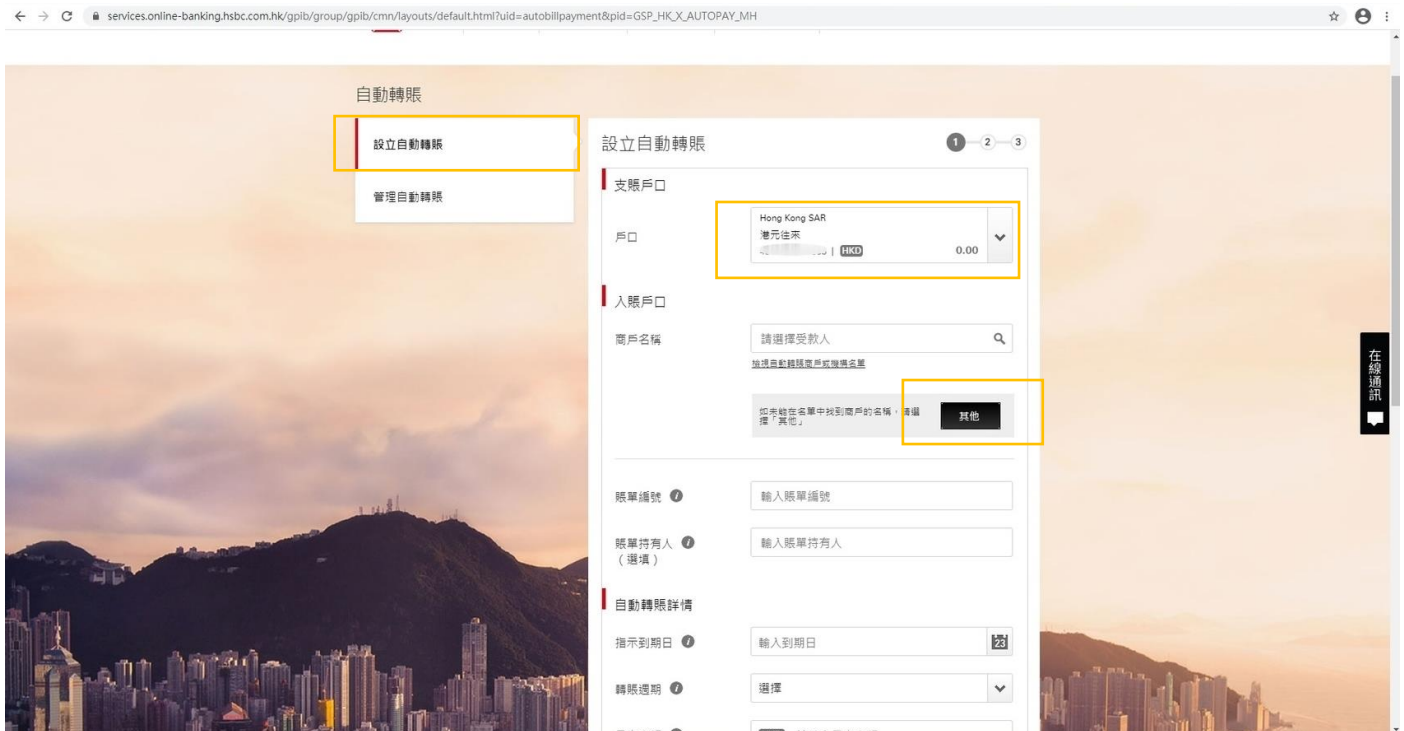 services.online-banking.hsbc.com.hk/gpib/group/gpib/cmn/layouts/default.html?uid=autobillpayment&pid=GSP_HK_X_AUTOPAY_MH
自動轉賬
設立自動轉賬
管理自動轉賬
設立自動轉賬
1
2
3
支賬戶口
戶口
Hong Kong SAR
港元往來
| HKD 0.00
入賬戶口
商戶名稱
請選擇受款人
檢視自動轉賬商戶或機構名單
如未能在名單中找到商戶的名稱，請選
擇「其他」
其他
賬單編號
輸入賬單編號
賬單持有人
（選填）
輸入賬單持有人
自動轉賬詳情
指示到期日
輸入到期日
23
轉賬週期
選擇
在線通訊